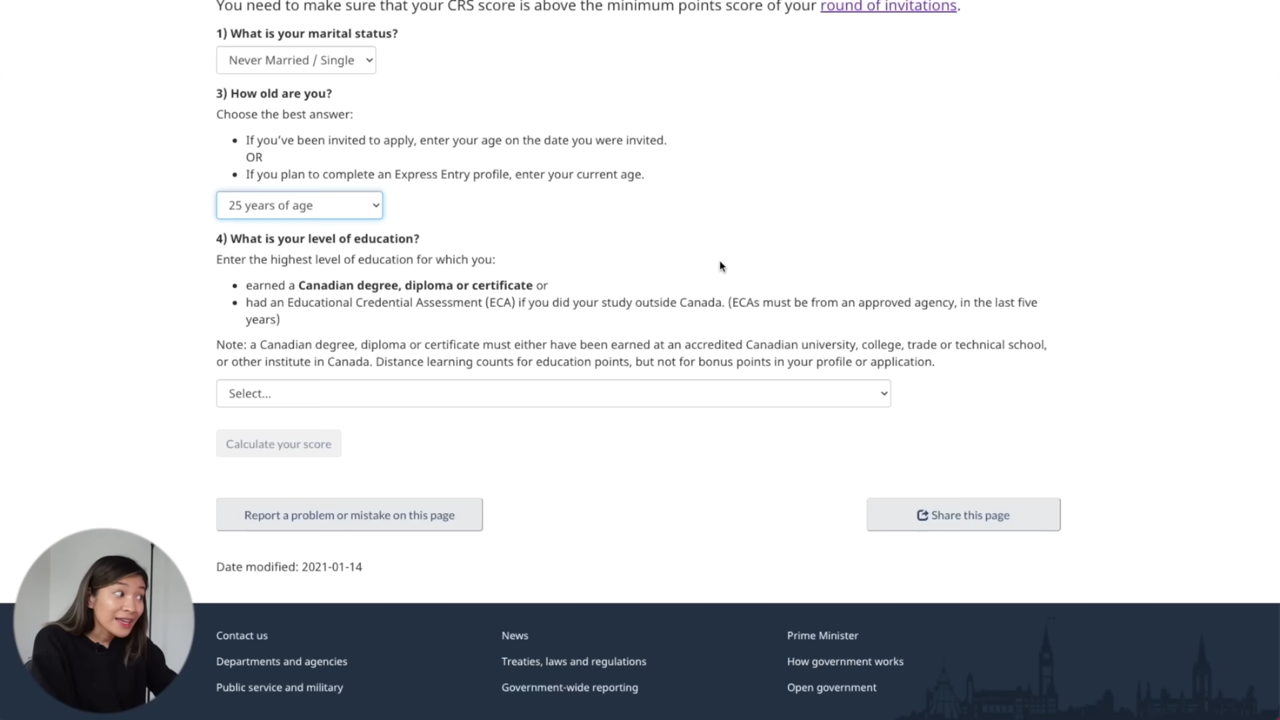 You need to make sure that your CRS score is above the minimum points score of your round of invitations.
1) What is your marital status?
Never Married / Single
3) How old are you?
Choose the best answer:
If you've been invited to apply, enter your age on the date you were invited.
OR
If you plan to complete an Express Entry profile, enter your current age.
25 years of age
4) What is your level of education?
Enter the highest level of education for which you:
earned a Canadian degree, diploma or certificate or
had an Educational Credential Assessment (ECA) if you did your study outside Canada. (ECAs must be from an approved agency, in the last five
years)
Note: a Canadian degree, diploma or certificate must either have been earned at an accredited Canadian university, college, trade or technical school,
or other institute in Canada. Distance learning counts for education points, but not for bonus points in your profile or application.
Select...
Calculate your score
Report a problem or mistake on this page
Share this page
Date modified: 2021-01-14
Contact us
News
Prime Minister
Departments and agencies
Treaties, laws and regulations
How government works
Public service and military
Government-wide reporting
Open government